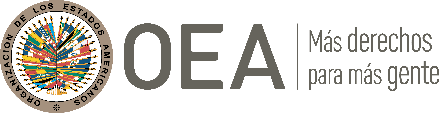 ORGANIZACIÓN DE LOS ESTADOS AMERICANOS
OEA
Más derechos
para más gente